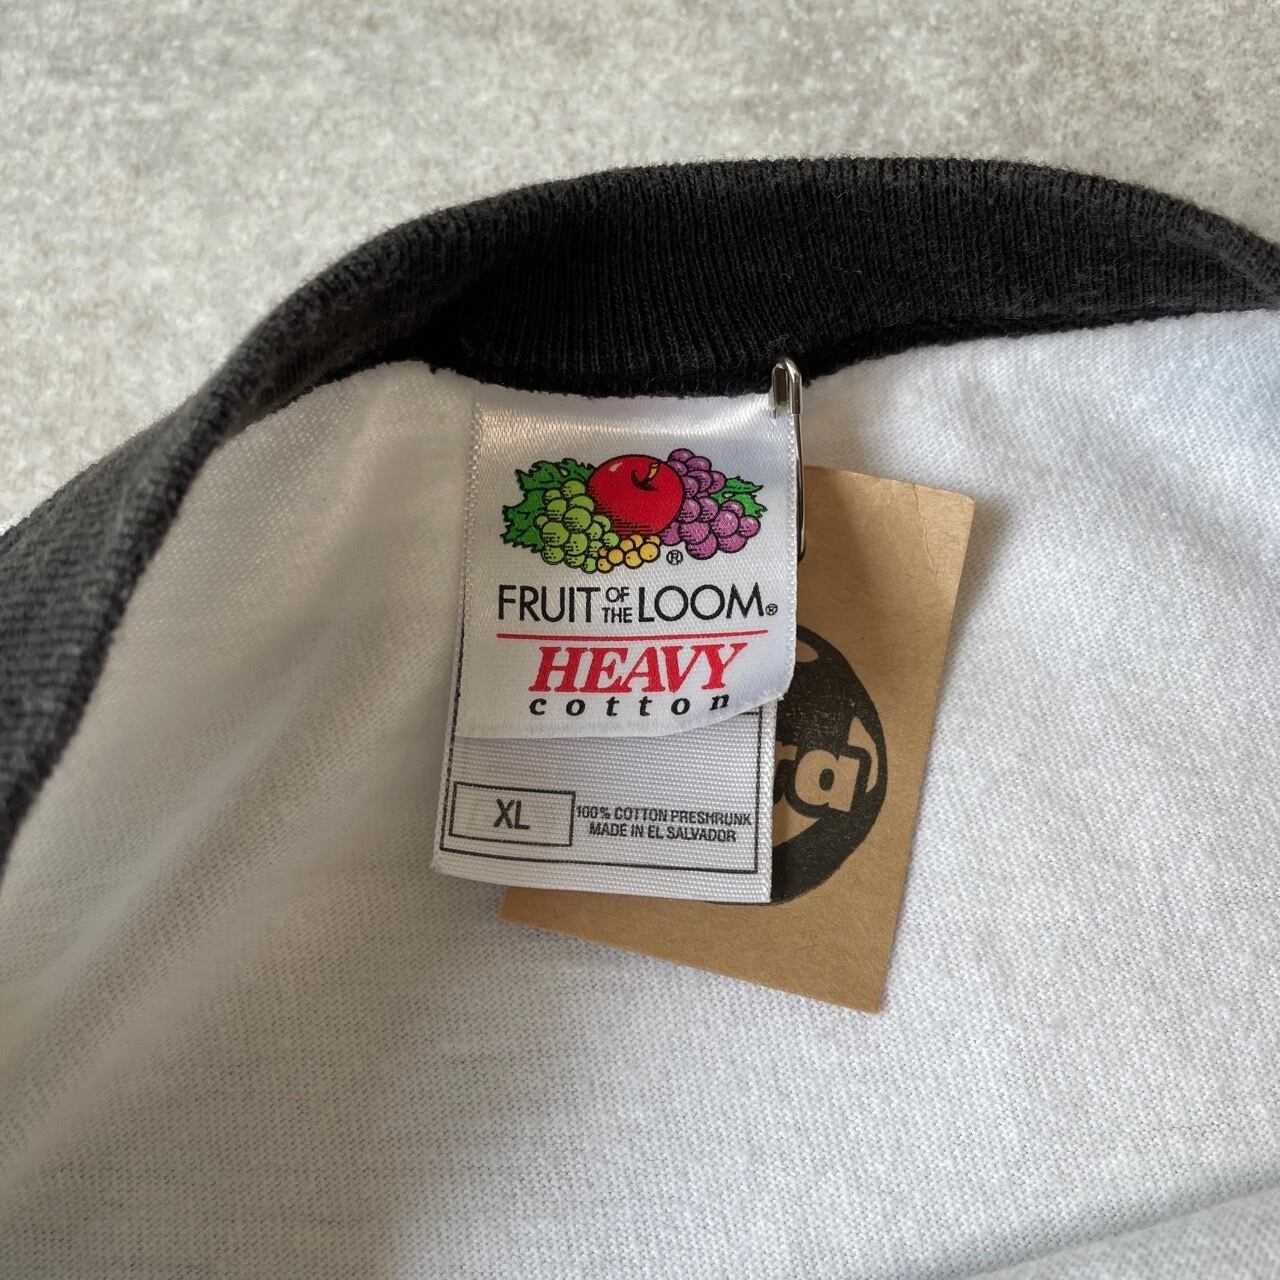 ®
FRUIT OF THE LOOM®
HEAVY
cotton
XL
100% COTTON PRESHRUNK
MADE IN EL SALVADOR